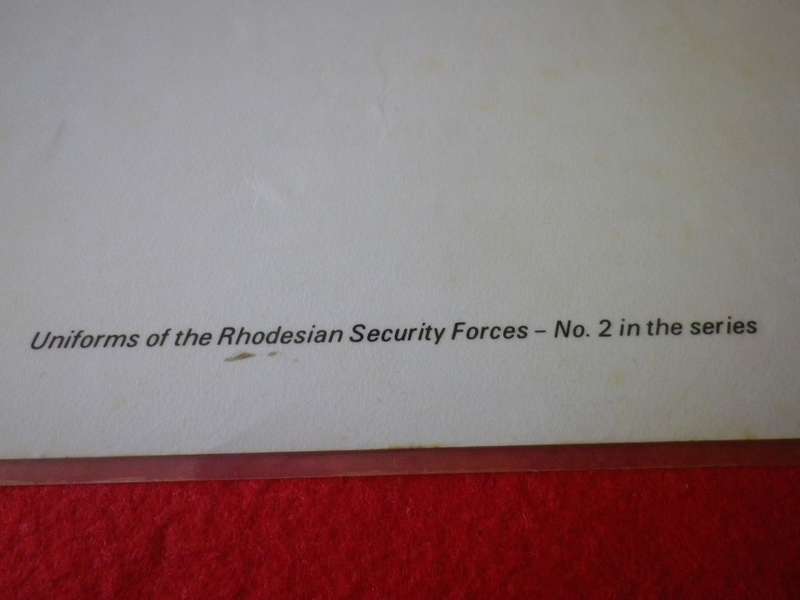 Uniforms of the Rhodesian Security Forces – No. 2 in the series